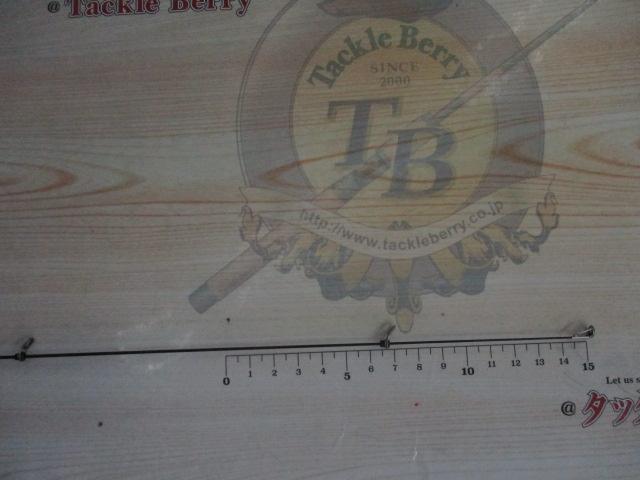 @ Tackle Berry
Tackle Berry
SINCE
2000
TB
http://www.tackleberry.co.jp
0 1 2 3 4 5 6 7 8 9 10 11 12 13 14 15
Let us
@ タック